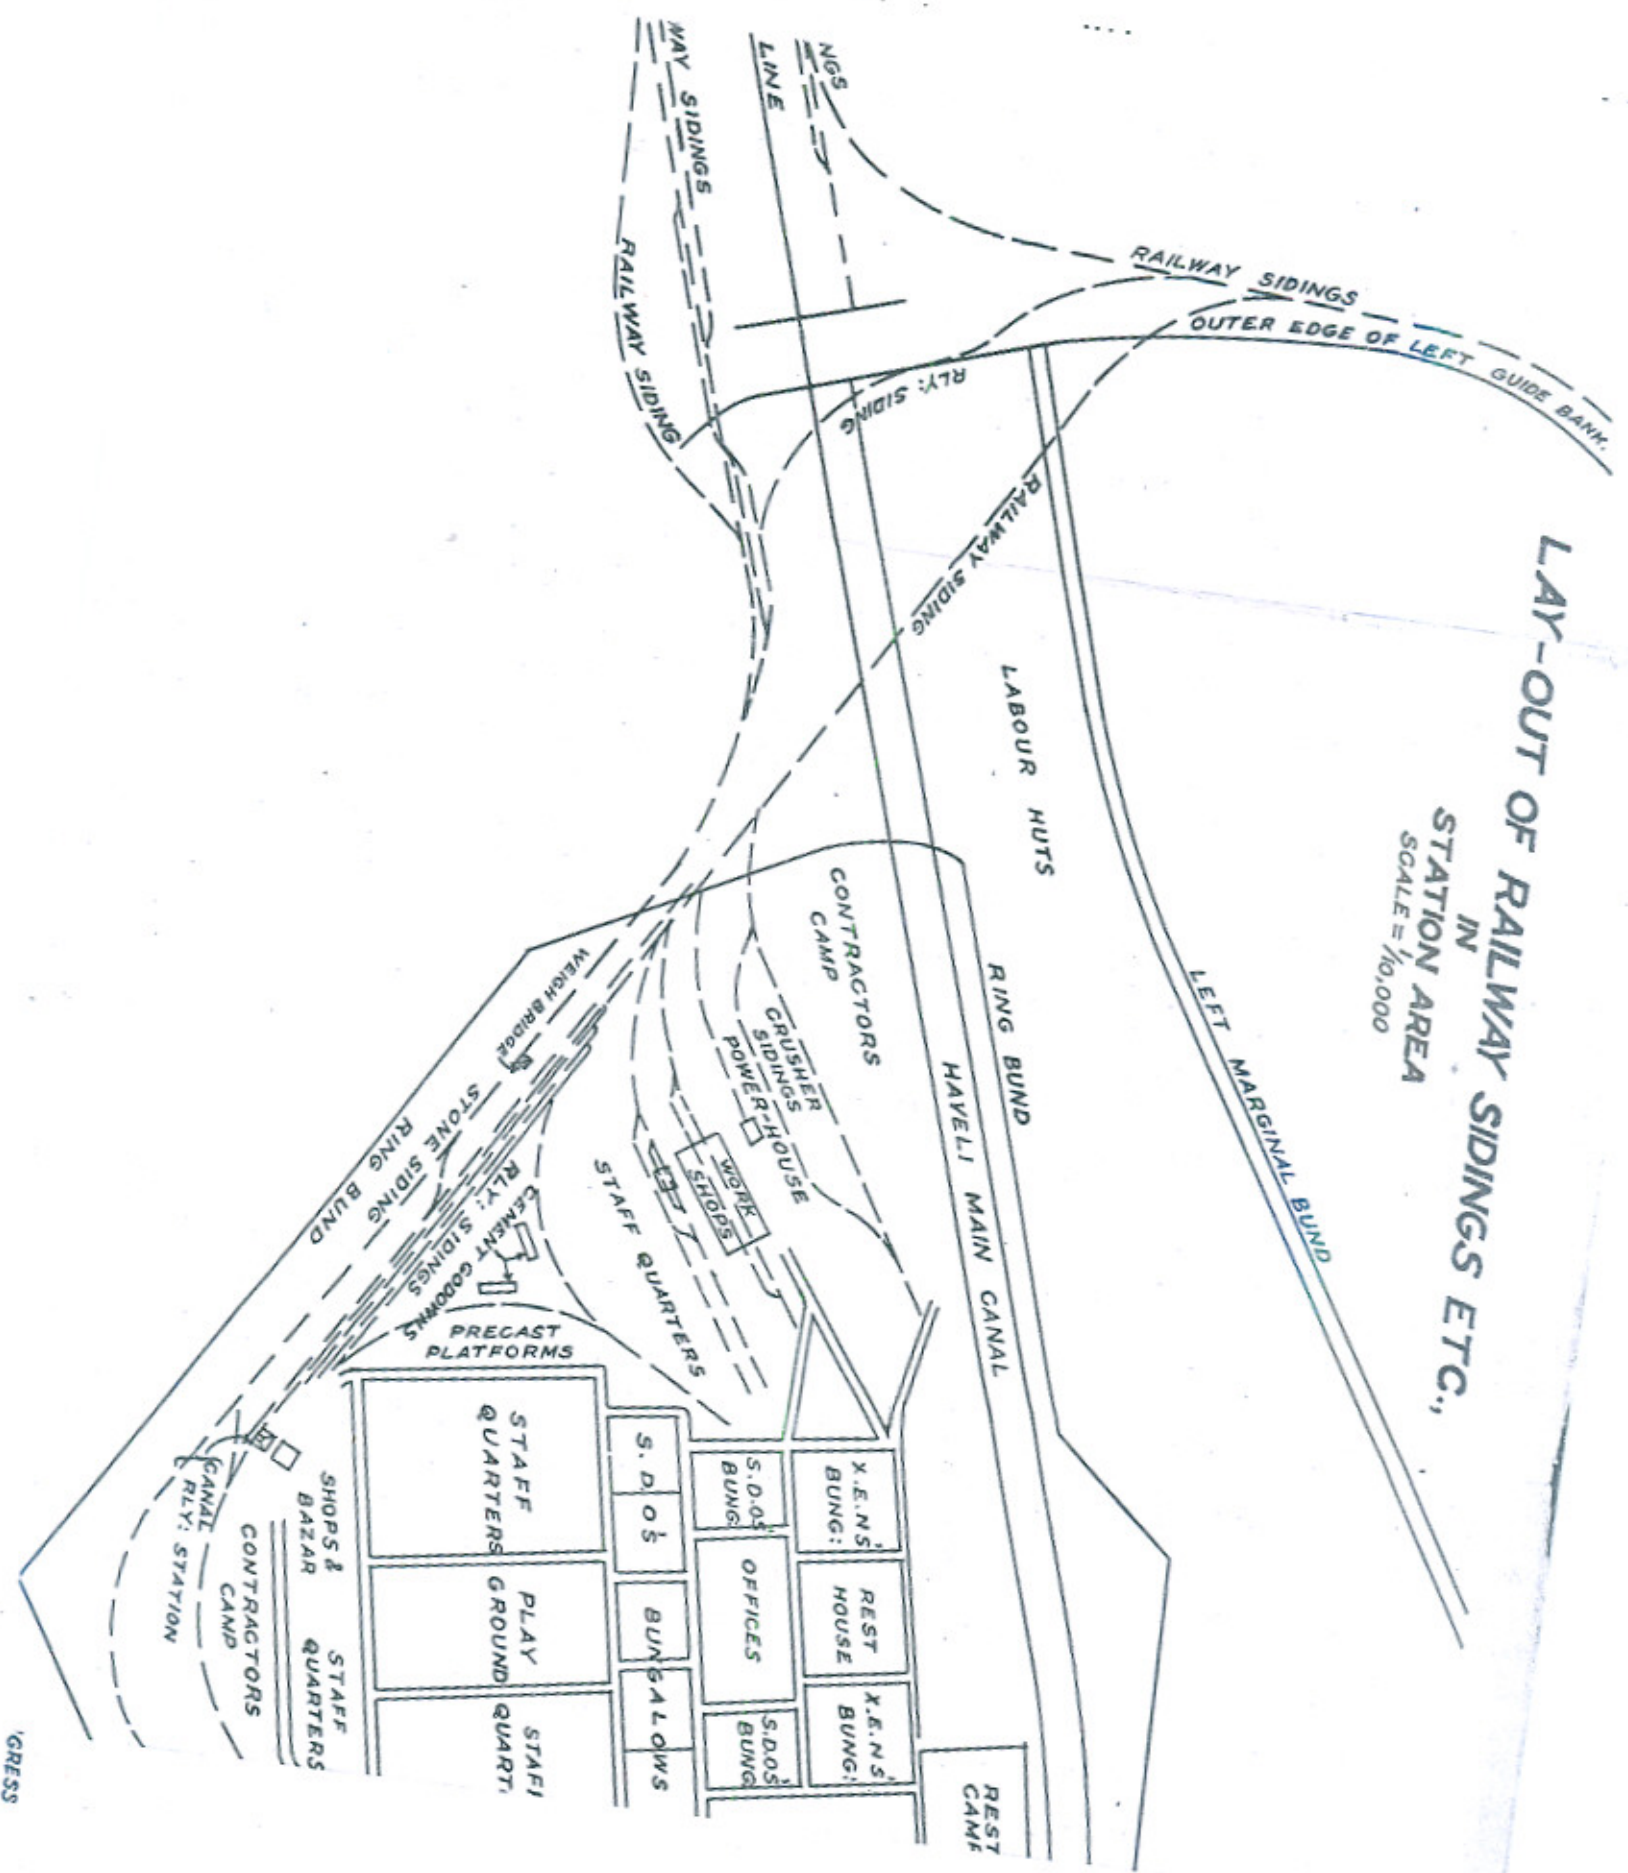 LAY-OUT OF RAILWAY SIDINGS ETC.,
IN
STATION AREA
SCALE = 1/10,000
NGS
LINE
WAY SIDINGS
RAILWAY SIDING
RAILWAY SIDINGS
OUTER EDGE OF LEFT GUIDE BANK.
RLY: SIDING
RAILWAY SIDING
LABOUR HUTS
LEFT MARGINAL BUND
RING BUND
HAVELI MAIN CANAL
CONTRACTORS
CAMP
CRUSHER
SIDINGS
POWER-HOUSE
WORK
SHOPS
STAFF QUARTERS
WEIGH BRIDGE
STONE SIDING
RING BUND
RLY: SIDINGS
CEMENT GODOWNS
PRECAST
PLATFORMS
X.E.NS'
BUNG:
REST
HOUSE
X.E.NS'
BUNG:
REST
CAMP
S.D.OS'
BUNG
OFFICES
S.D.OS'
BUNG
S.D.O'S BUNGALOWS
STAFF
QUARTERS
PLAY
GROUND
STAFF
QUART
SHOPS &
BAZAR
STAFF
QUARTERS
CONTRACTORS
CAMP
CANAL
RLY: STATION
'GRESS